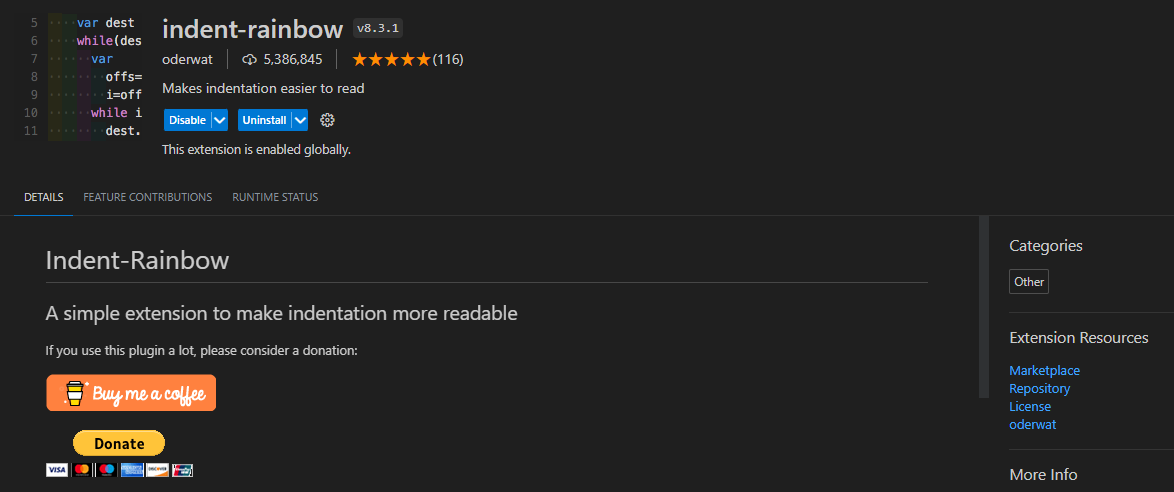 5 ···· var dest
6 ···· while(des
7 ······ var
8 ········ offs=
9 ········ i=off
10 ······ while i
11 ········ dest.
indent-rainbow v8.3.1
oderwat 5,386,845 (116)
Makes indentation easier to read
Disable Uninstall
This extension is enabled globally.
DETAILS FEATURE CONTRIBUTIONS RUNTIME STATUS
Indent-Rainbow
A simple extension to make indentation more readable
If you use this plugin a lot, please consider a donation:
Buy me a coffee
Donate
VISA DISCOVER
Categories
Other
Extension Resources
Marketplace
Repository
License
oderwat
More Info